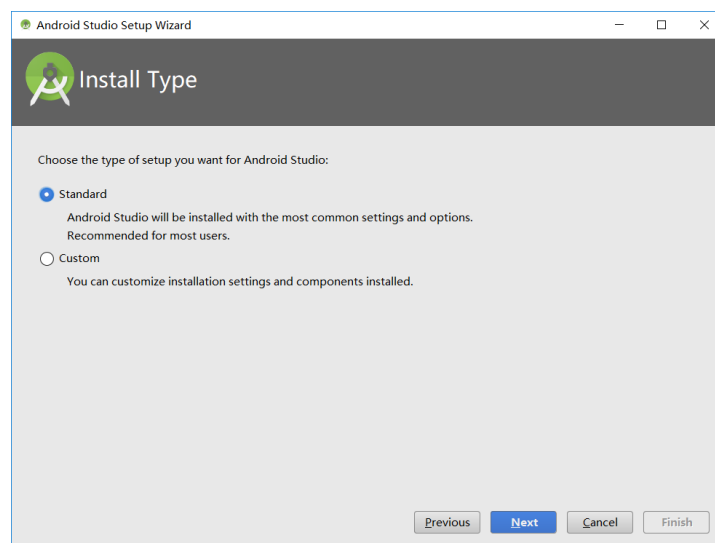 Android Studio Setup Wizard
Install Type
Choose the type of setup you want for Android Studio:
Standard
Android Studio will be installed with the most common settings and options.
Recommended for most users.
Custom
You can customize installation settings and components installed.
Previous
Next
Cancel
Finish